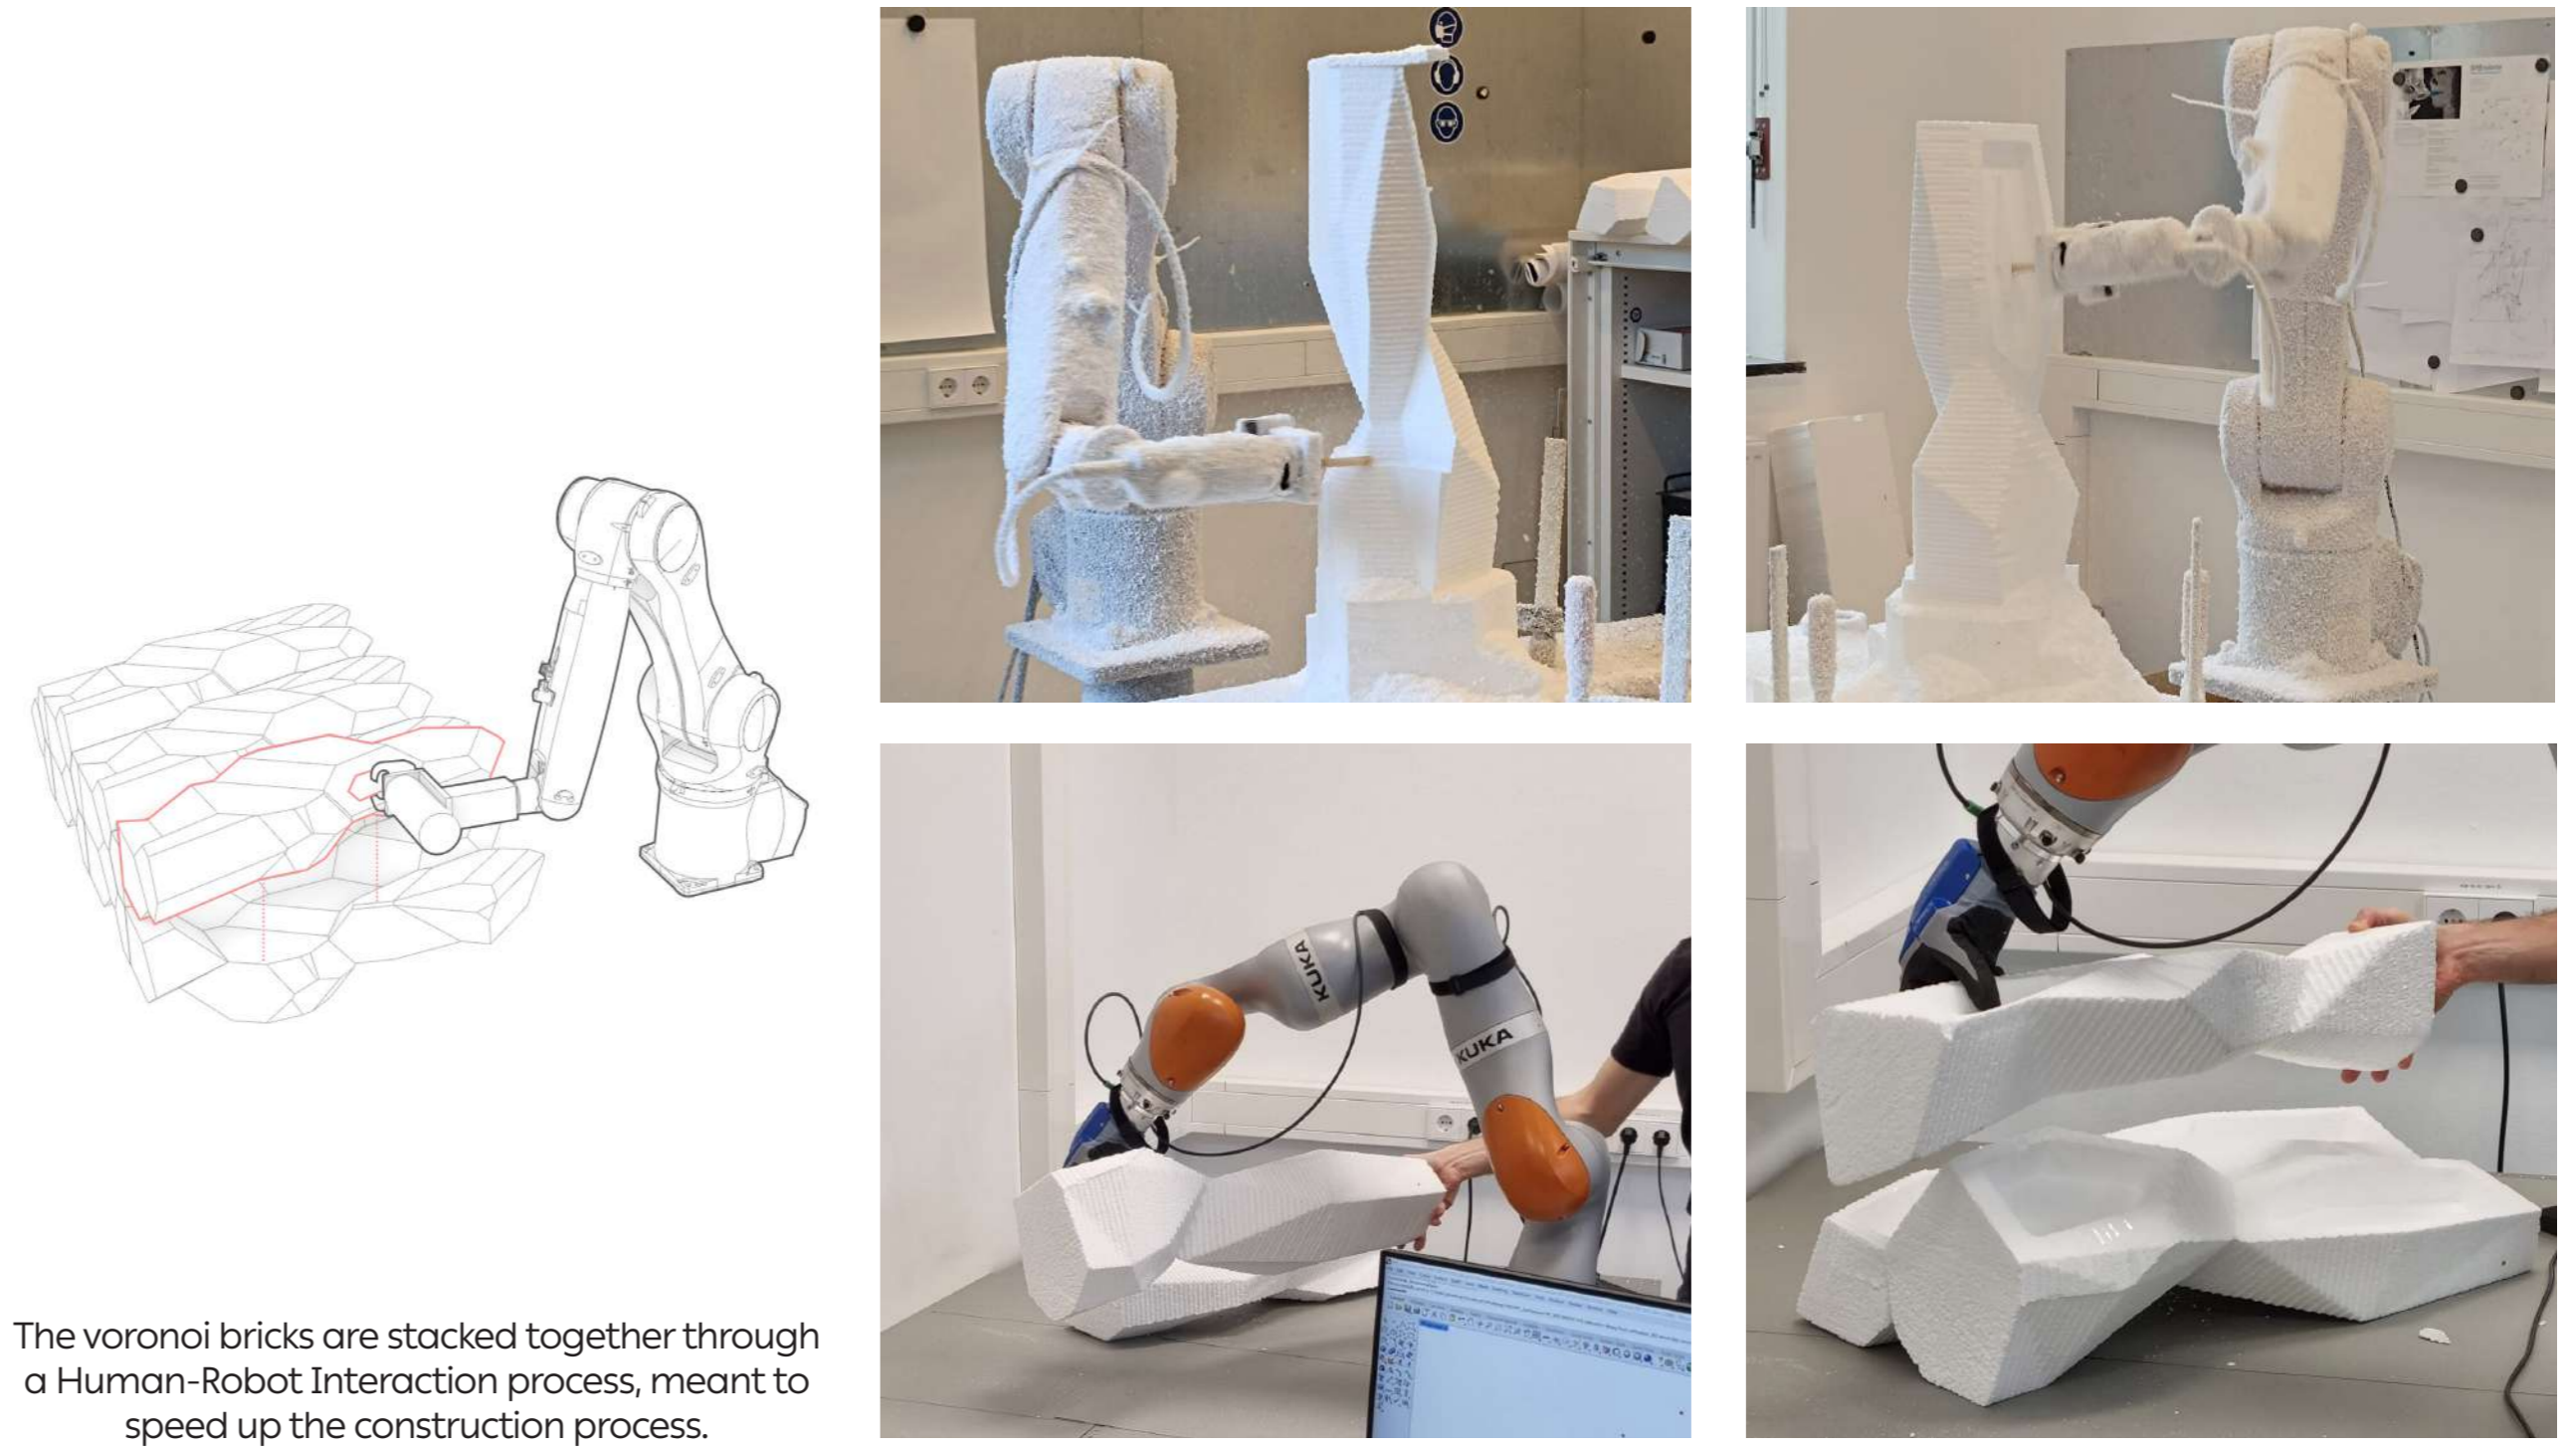 KUKA
KUKA
The voronoi bricks are stacked together through
a Human-Robot Interaction process, meant to
speed up the construction process.